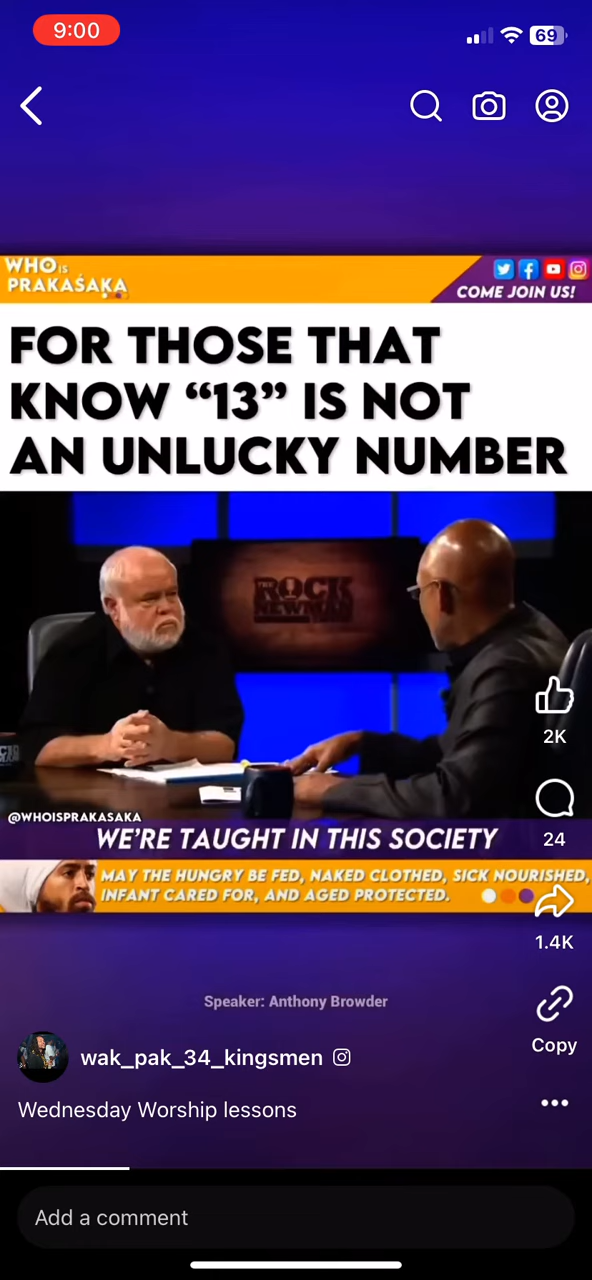 9:00
69
WHO IS
PRAKAŚAKA
COME JOIN US!
FOR THOSE THAT
KNOW “13” IS NOT
AN UNLUCKY NUMBER
ROCK
NEWMAN
2K
@WHOISPRAKASAKA
WE'RE TAUGHT IN THIS SOCIETY
24
MAY THE HUNGRY BE FED, NAKED CLOTHED, SICK NOURISHED,
INFANT CARED FOR, AND AGED PROTECTED.
1.4K
Speaker: Anthony Browder
Copy
wak_pak_34_kingsmen
Wednesday Worship lessons
Add a comment